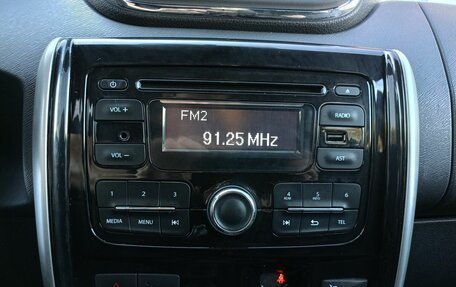 FM2
VOL +
RADIO
91.25 MHz
VOL −
AST
1 2 3
4 5 6
MEDIA MENU
TEL